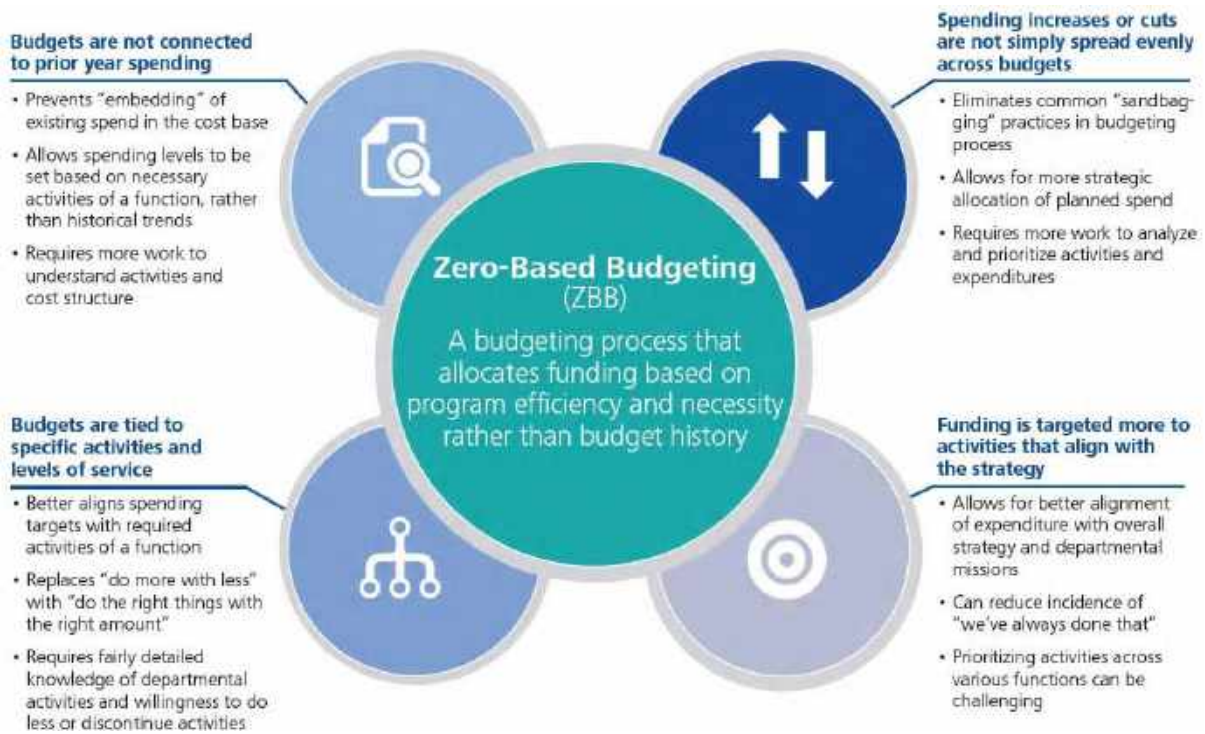 Budgets are not connected
to prior year spending
• Prevents "embedding" of
existing spend in the cost base
• Allows spending levels to be
set based on necessary
activities of a function, rather
than historical trends
• Requires more work to
understand activities and
cost structure
Spending increases or cuts
are not simply spread evenly
across budgets
• Eliminates common "sandbag-
ging" practices in budgeting
process
• Allows for more strategic
allocation of planned spend
• Requires more work to analyze
and prioritize activities and
expenditures
Zero-Based Budgeting
(ZBB)
A budgeting process that
allocates funding based on
program efficiency and necessity
rather than budget history
Budgets are tied to
specific activities and
levels of service
• Better aligns spending
targets with required
activities of a function
• Replaces "do more with less"
with "do the right things with
the right amount"
• Requires fairly detailed
knowledge of departmental
activities and willingness to do
less or discontinue activities
Funding is targeted more to
activities that align with
the strategy
• Allows for better alignment
of expenditure with overall
strategy and departmental
missions
• Can reduce incidence of
"we've always done that"
• Prioritizing activities across
various functions can be
challenging